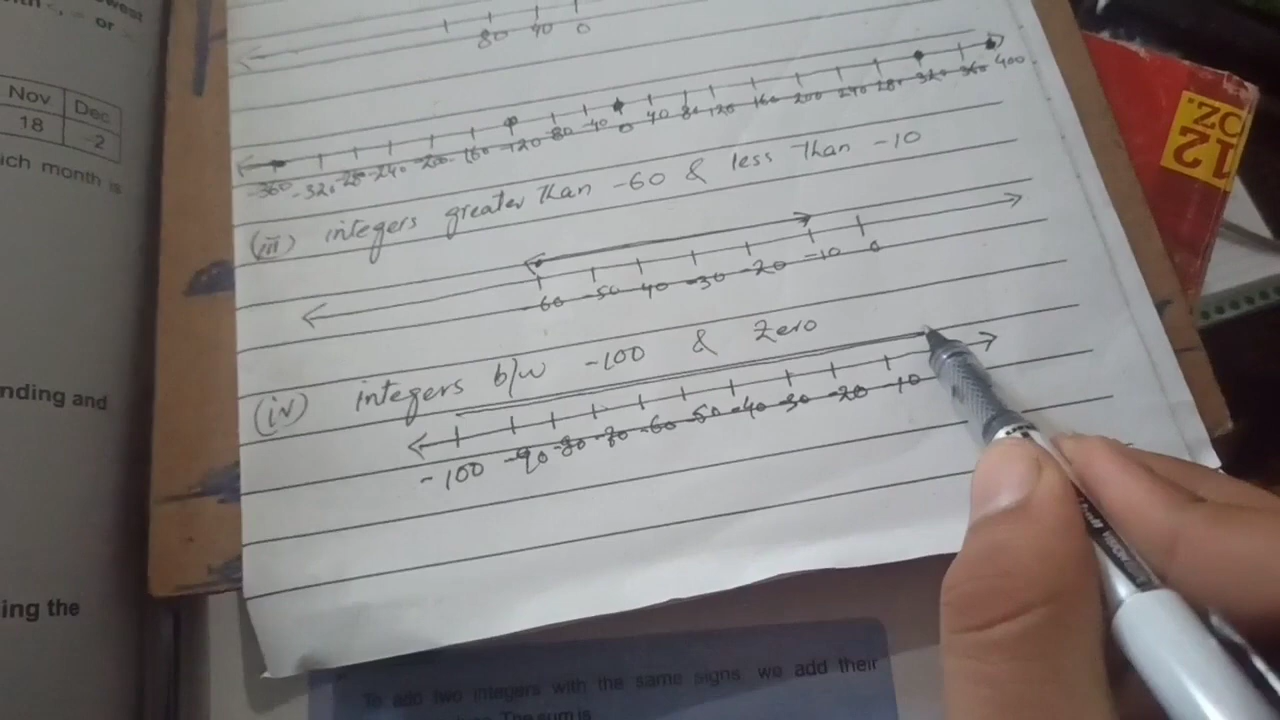 or
Nov Dec
18 -2
ich month is
nding and
ing the
80 40 0
-360 -320 -28 -240 -200 160 -120 -80 -40 0 40 80 120 160 200 240 280 320 360 400
(iii) integers greater than -60 & less than -10
-60 -50 40 -30 -20 -10 0
(iv) integers b/w -100 & Zero
-100 -90 -80 -70 -60 -50 -40 -30 -20 -10
To add two integers with the same signs, we add their
The sum is
12